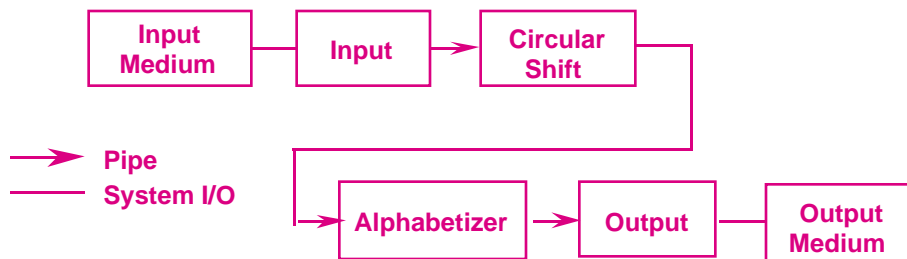 Input
Medium
Input
Circular
Shift
Pipe
System I/O
Alphabetizer
Output
Output
Medium